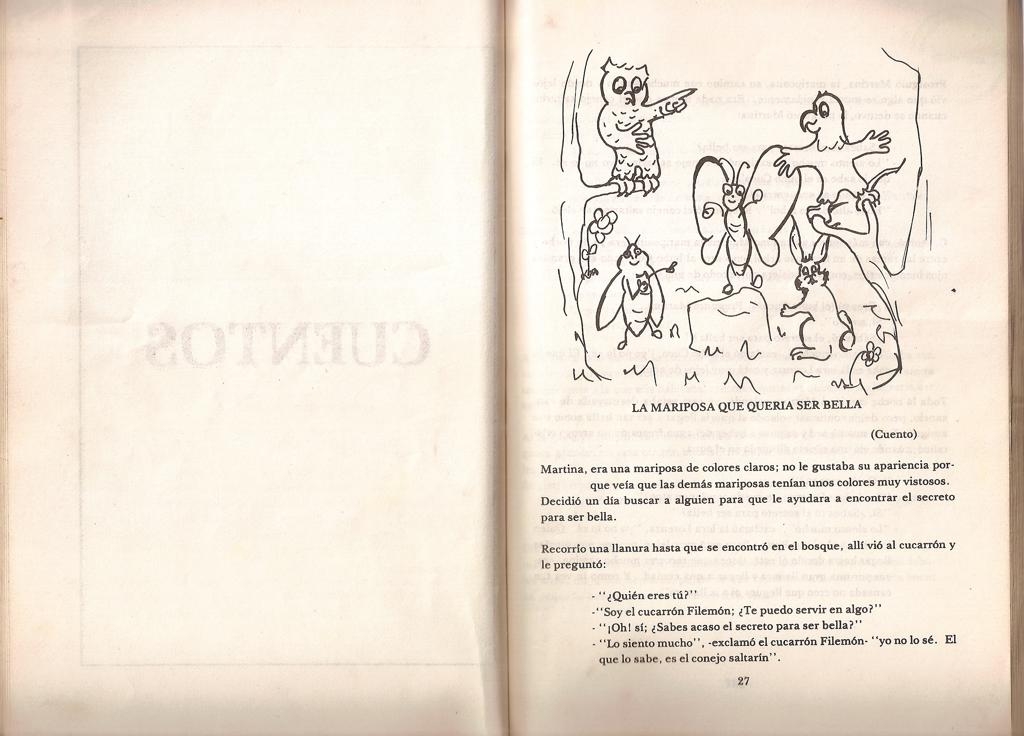 CUENTOS
LA MARIPOSA QUE QUERIA SER BELLA
(Cuento)
Martina, era una mariposa de colores claros; no le gustaba su apariencia por-
que veía que las demás mariposas tenían unos colores muy vistosos.
Decidió un día buscar a alguien para que le ayudara a encontrar el secreto
para ser bella.
Recorrío una llanura hasta que se encontró en el bosque, allí vió al cucarrón y
le preguntó:
- "¿Quién eres tú?"
-"Soy el cucarrón Filemón; ¿Te puedo servir en algo?"
- "¡Oh! sí; ¿Sabes acaso el secreto para ser bella?"
- "Lo siento mucho", -exclamó el cucarrón Filemón- "yo no lo sé. El
que lo sabe, es el conejo saltarín".
27